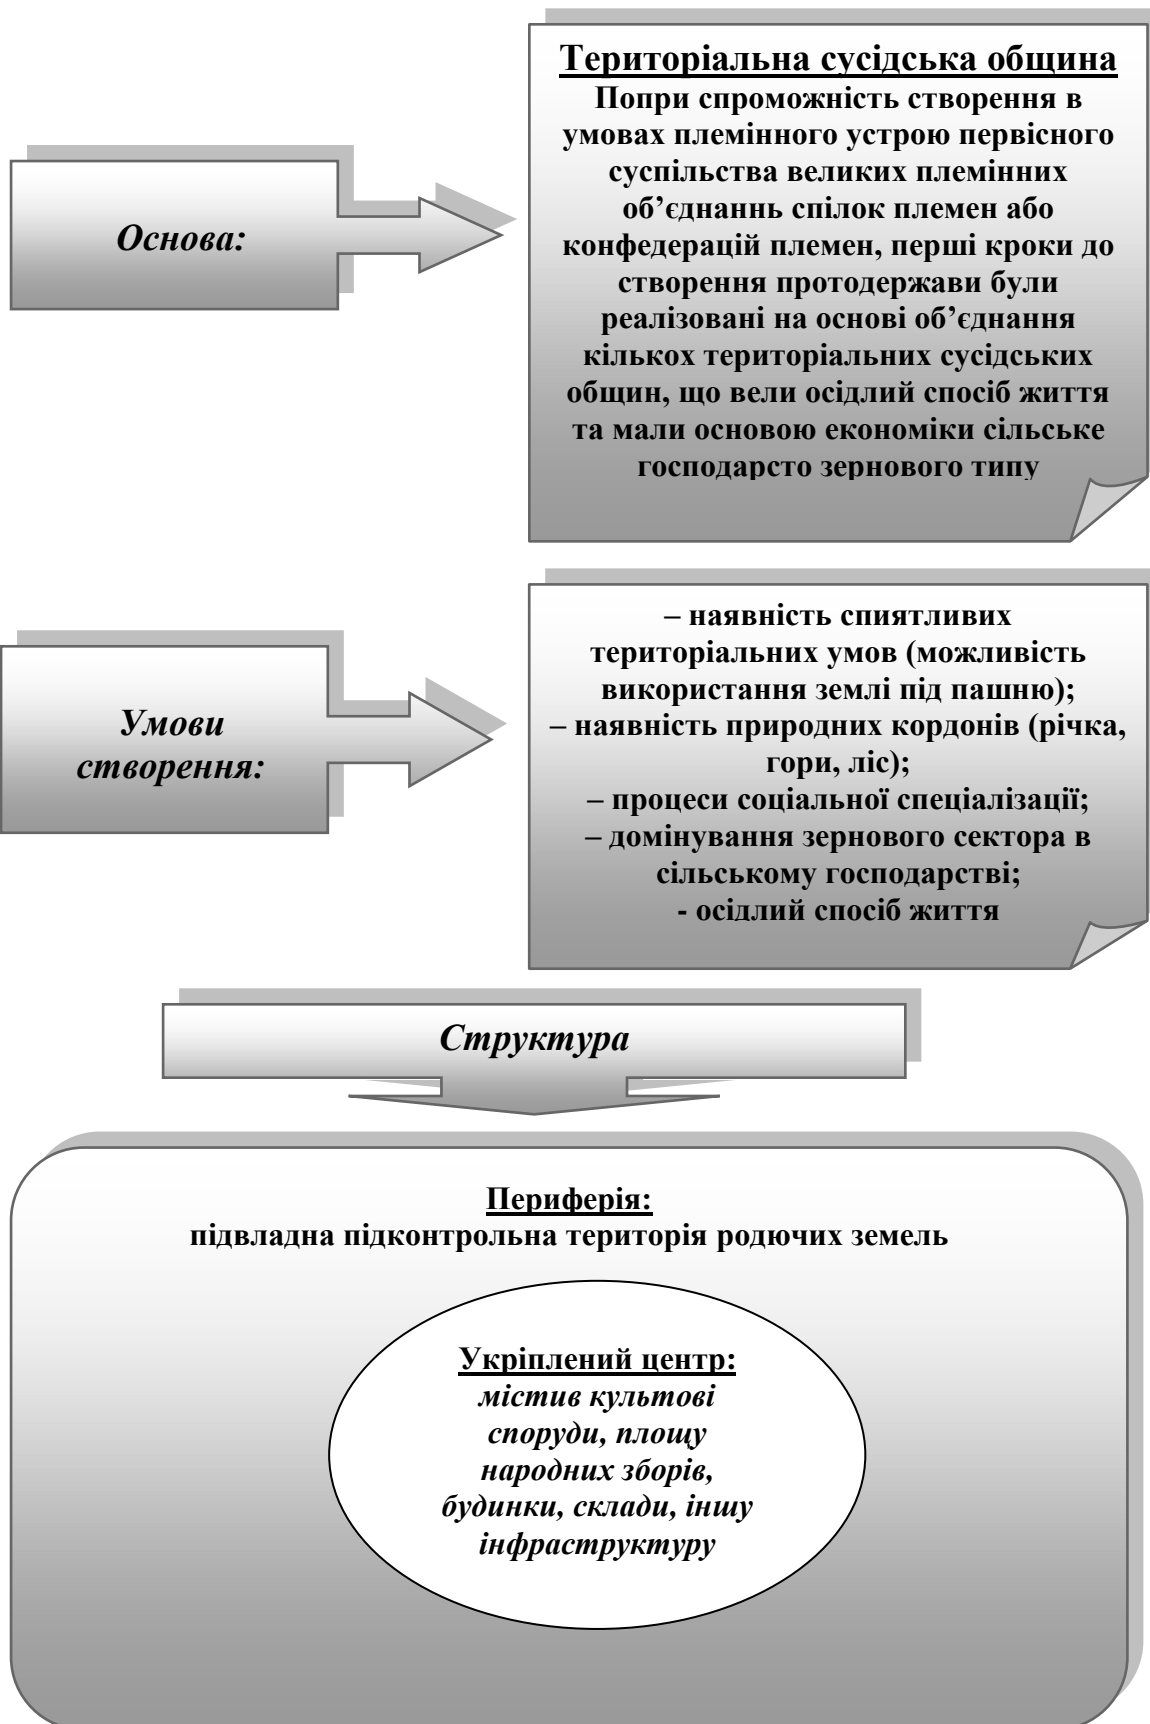 Територіальна сусідська община
Попри спроможність створення в
умовах племінного устрою первісного
суспільства великих племінних
об’єднаннь спілок племен або
конфедерацій племен, перші кроки до
створення протодержави були
реалізовані на основі об’єднання
кількох територіальних сусідських
общин, що вели осідлий спосіб життя
та мали основою економіки сільське
господарсто зернового типу
Основа:
– наявність спиятливих
територіальних умов (можливість
використання землі під пашню);
– наявність природних кордонів (річка,
гори, ліс);
– процеси соціальної спеціалізації;
– домінування зернового сектора в
сільському господарстві;
- осідлий спосіб життя
Умови
створення:
Структура
Периферія:
підвладна підконтрольна територія родючих земель
Укріплений центр:
містив культові
споруди, площу
народних зборів,
будинки, склади, іншу
інфраструктуру